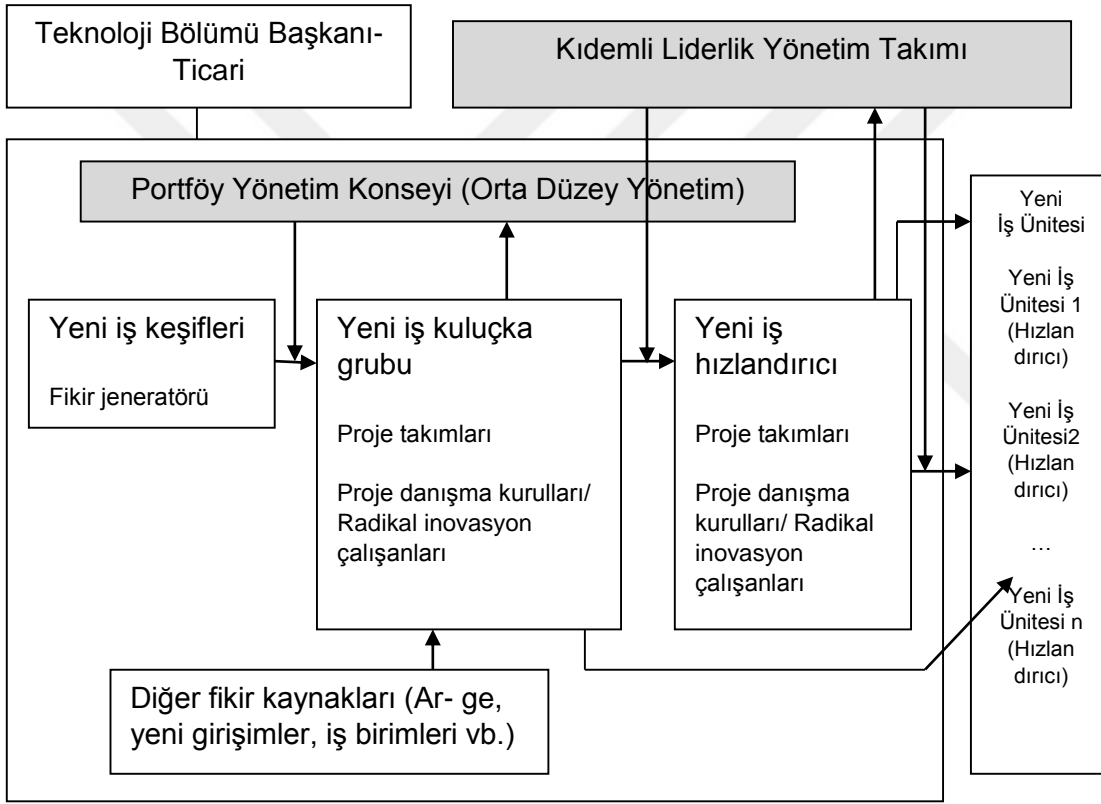 Teknoloji Bölümü Başkanı-
Ticari
Kıdemli Liderlik Yönetim Takımı
Portföy Yönetim Konseyi (Orta Düzey Yönetim)
Yeni iş keşifleri
Fikir jeneratörü
Yeni iş kuluçka
grubu
Proje takımları
Proje danışma kurulları/
Radikal inovasyon
çalışanları
Yeni iş
hızlandırıcı
Proje takımları
Proje danışma
kurulları/ Radikal
inovasyon
çalışanları
Yeni
İş Ünitesi
Yeni İş
Ünitesi 1
(Hızlan
dırıcı)
Yeni İş
Ünitesi2
(Hızlan
dırıcı)
...
Yeni İş
Ünitesi n
(Hızlan
dırıcı)
Diğer fikir kaynakları (Ar- ge,
yeni girişimler, iş birimleri vb.)